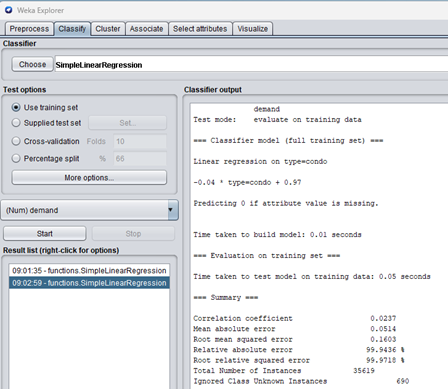 Weka Explorer
Preprocess Classify Cluster Associate Select attributes Visualize
Classifier
Choose SimpleLinearRegression
Test options
Use training set
Supplied test set Set...
Cross-validation Folds 10
Percentage split % 66
More options...
(Num) demand
Start Stop
Result list (right-click for options)
09:01:35 - functions.SimpleLinearRegression
09:02:59 - functions.SimpleLinearRegression
Classifier output
demand
Test mode: evaluate on training data
=== Classifier model (full training set) ===
Linear regression on type=condo
-0.04 * type=condo + 0.97
Predicting 0 if attribute value is missing.
Time taken to build model: 0.01 seconds
=== Evaluation on training set ===
Time taken to test model on training data: 0.05 seconds
=== Summary ===
Correlation coefficient 0.0237
Mean absolute error 0.0514
Root mean squared error 0.1603
Relative absolute error 99.9436 %
Root relative squared error 99.9718 %
Total Number of Instances 35619
Ignored Class Unknown Instances 690